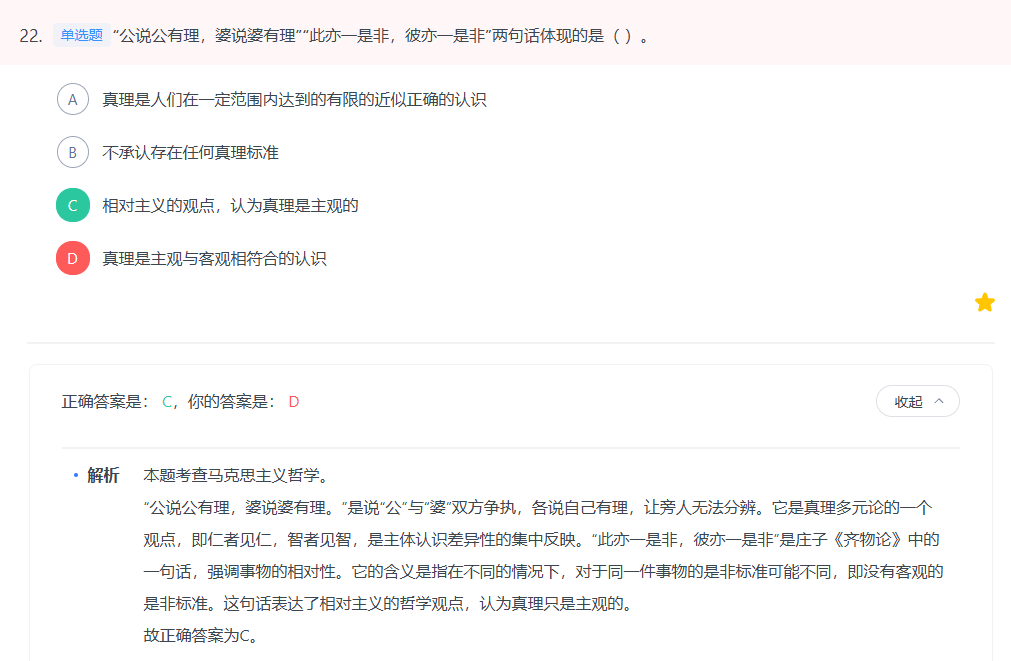 22. 单选题 “公说公有理，婆说婆有理”“此亦一是非，彼亦一是非”两句话体现的是（ ）。
A 真理是人们在一定范围内达到的有限的近似正确的认识
B 不承认存在任何真理标准
C 相对主义的观点，认为真理是主观的
D 真理是主观与客观相符合的认识
正确答案是： C，你的答案是： D
收起
解析 本题考查马克思主义哲学。
“公说公有理，婆说婆有理。”是说“公”与“婆”双方争执，各说自己有理，让旁人无法分辨。它是真理多元论的一个
观点，即仁者见仁，智者见智，是主体认识差异性的集中反映。“此亦一是非，彼亦一是非”是庄子《齐物论》中的
一句话，强调事物的相对性。它的含义是指在不同的情况下，对于同一件事物的是非标准可能不同，即没有客观的
是非标准。这句话表达了相对主义的哲学观点，认为真理只是主观的。
故正确答案为C。